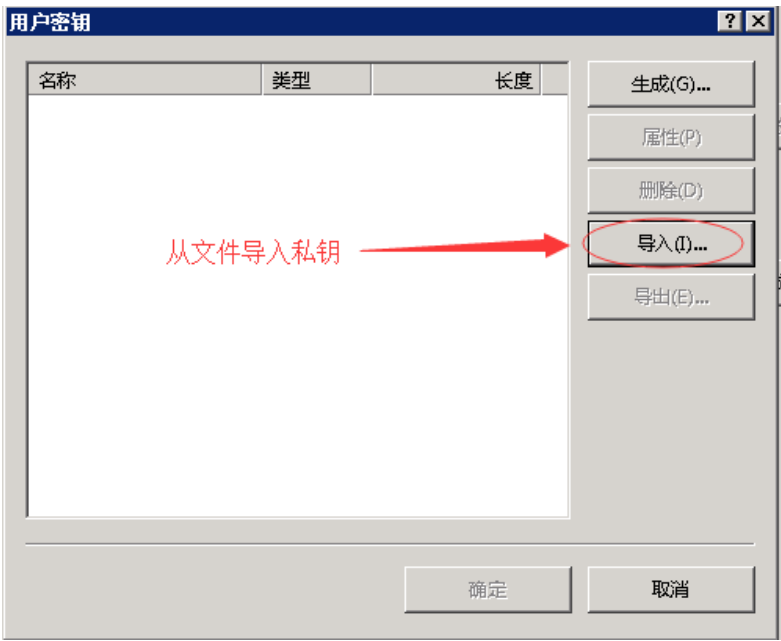 用户密钥
名称 类型 长度
生成(G)...
属性(P)
删除(D)
从文件导入私钥 导入(I)...
导出(E)...
确定 取消